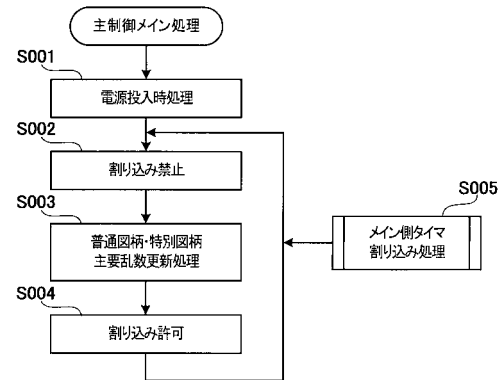 主制御メイン処理
S001
電源投入時処理
S002
割り込み禁止
S003
普通図柄・特別図柄
主要乱数更新処理
S004
割り込み許可
S005
メイン側タイマ
割り込み処理